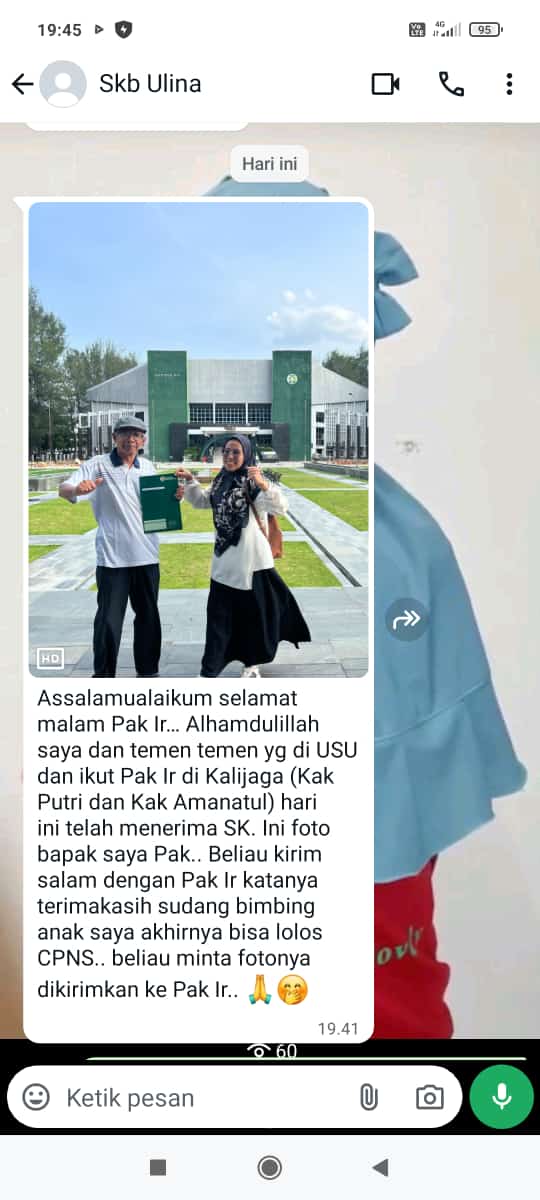 19:45
Vo LTE
4G
95
Skb Ulina
Hari ini
HD
Assalamualaikum selamat
malam Pak Ir... Alhamdulillah
saya dan temen temen yg di USU
dan ikut Pak Ir di Kalijaga (Kak
Putri dan Kak Amanatul) hari
ini telah menerima SK. Ini foto
bapak saya Pak.. Beliau kirim
salam dengan Pak Ir katanya
terimakasih sudang bimbing
anak saya akhirnya bisa lolos
CPNS.. beliau minta fotonya
dikirimkan ke Pak Ir.. 🙏🤭
19.41
60
Ketik pesan